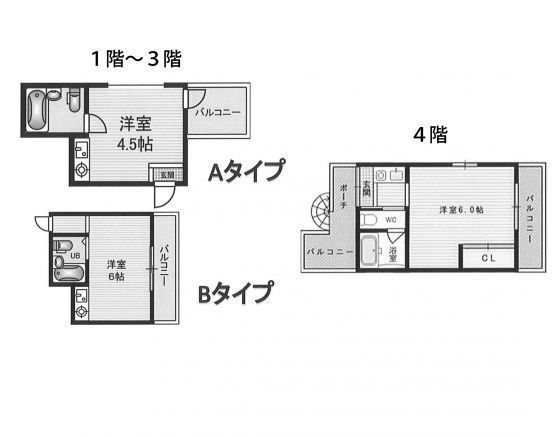 １階～３階
洋室
4.5帖
バルコニー
玄関
Aタイプ
洋室
6帖
UB
バルコニー
Bタイプ
４階
ポーチ
玄関
WC
浴室
バルコニー
洋室6.0帖
CL
バルコニー